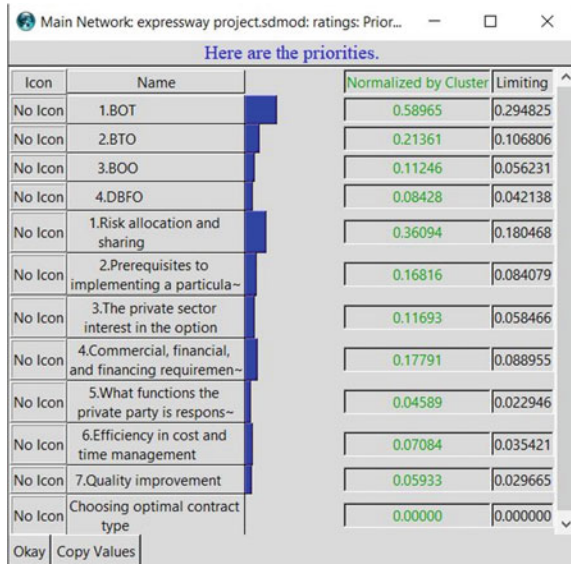 Main Network: expressway project.sdmod: ratings: Prior...
Here are the priorities.
Icon Name Normalized by Cluster Limiting
No Icon 1.BOT 0.58965 0.294825
No Icon 2.BTO 0.21361 0.106806
No Icon 3.BOO 0.11246 0.056231
No Icon 4.DBFO 0.08428 0.042138
No Icon 1.Risk allocation and 0.36094 0.180468
sharing
No Icon 2.Prerequisites to 0.16816 0.084079
implementing a particula~
No Icon 3.The private sector 0.11693 0.058466
interest in the option
No Icon 4.Commercial, financial, 0.17791 0.088955
and financing requiremen~
No Icon 5.What functions the 0.04589 0.022946
private party is respons~
No Icon 6.Efficiency in cost and 0.07084 0.035421
time management
No Icon 7.Quality improvement 0.05933 0.029665
No Icon Choosing optimal contract 0.00000 0.000000
type
Okay Copy Values